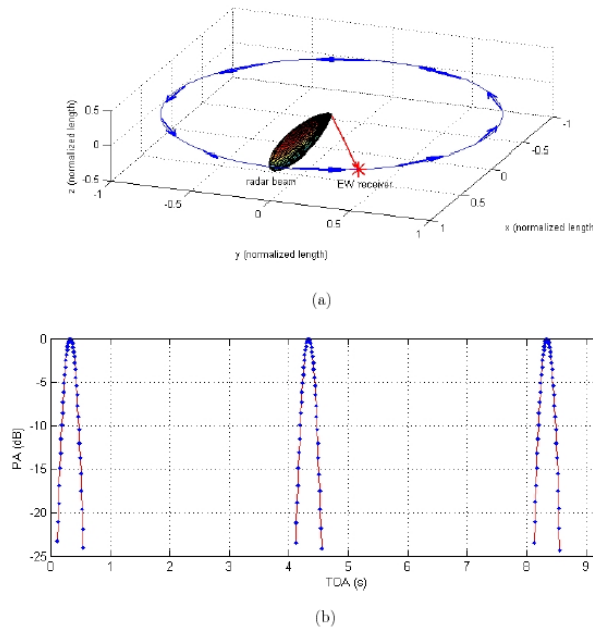 -1
-0.5
0
0.5
1
x (normalized length)
0.5
0
-0.5
z (normalized length)
-1
-0.5
0
0.5
1
y (normalized length)
radar beam
EW receiver
(a)
0
-5
-10
-15
-20
-25
PA (dB)
0 1 2 3 4 5 6 7 8 9
TOA (s)
(b)